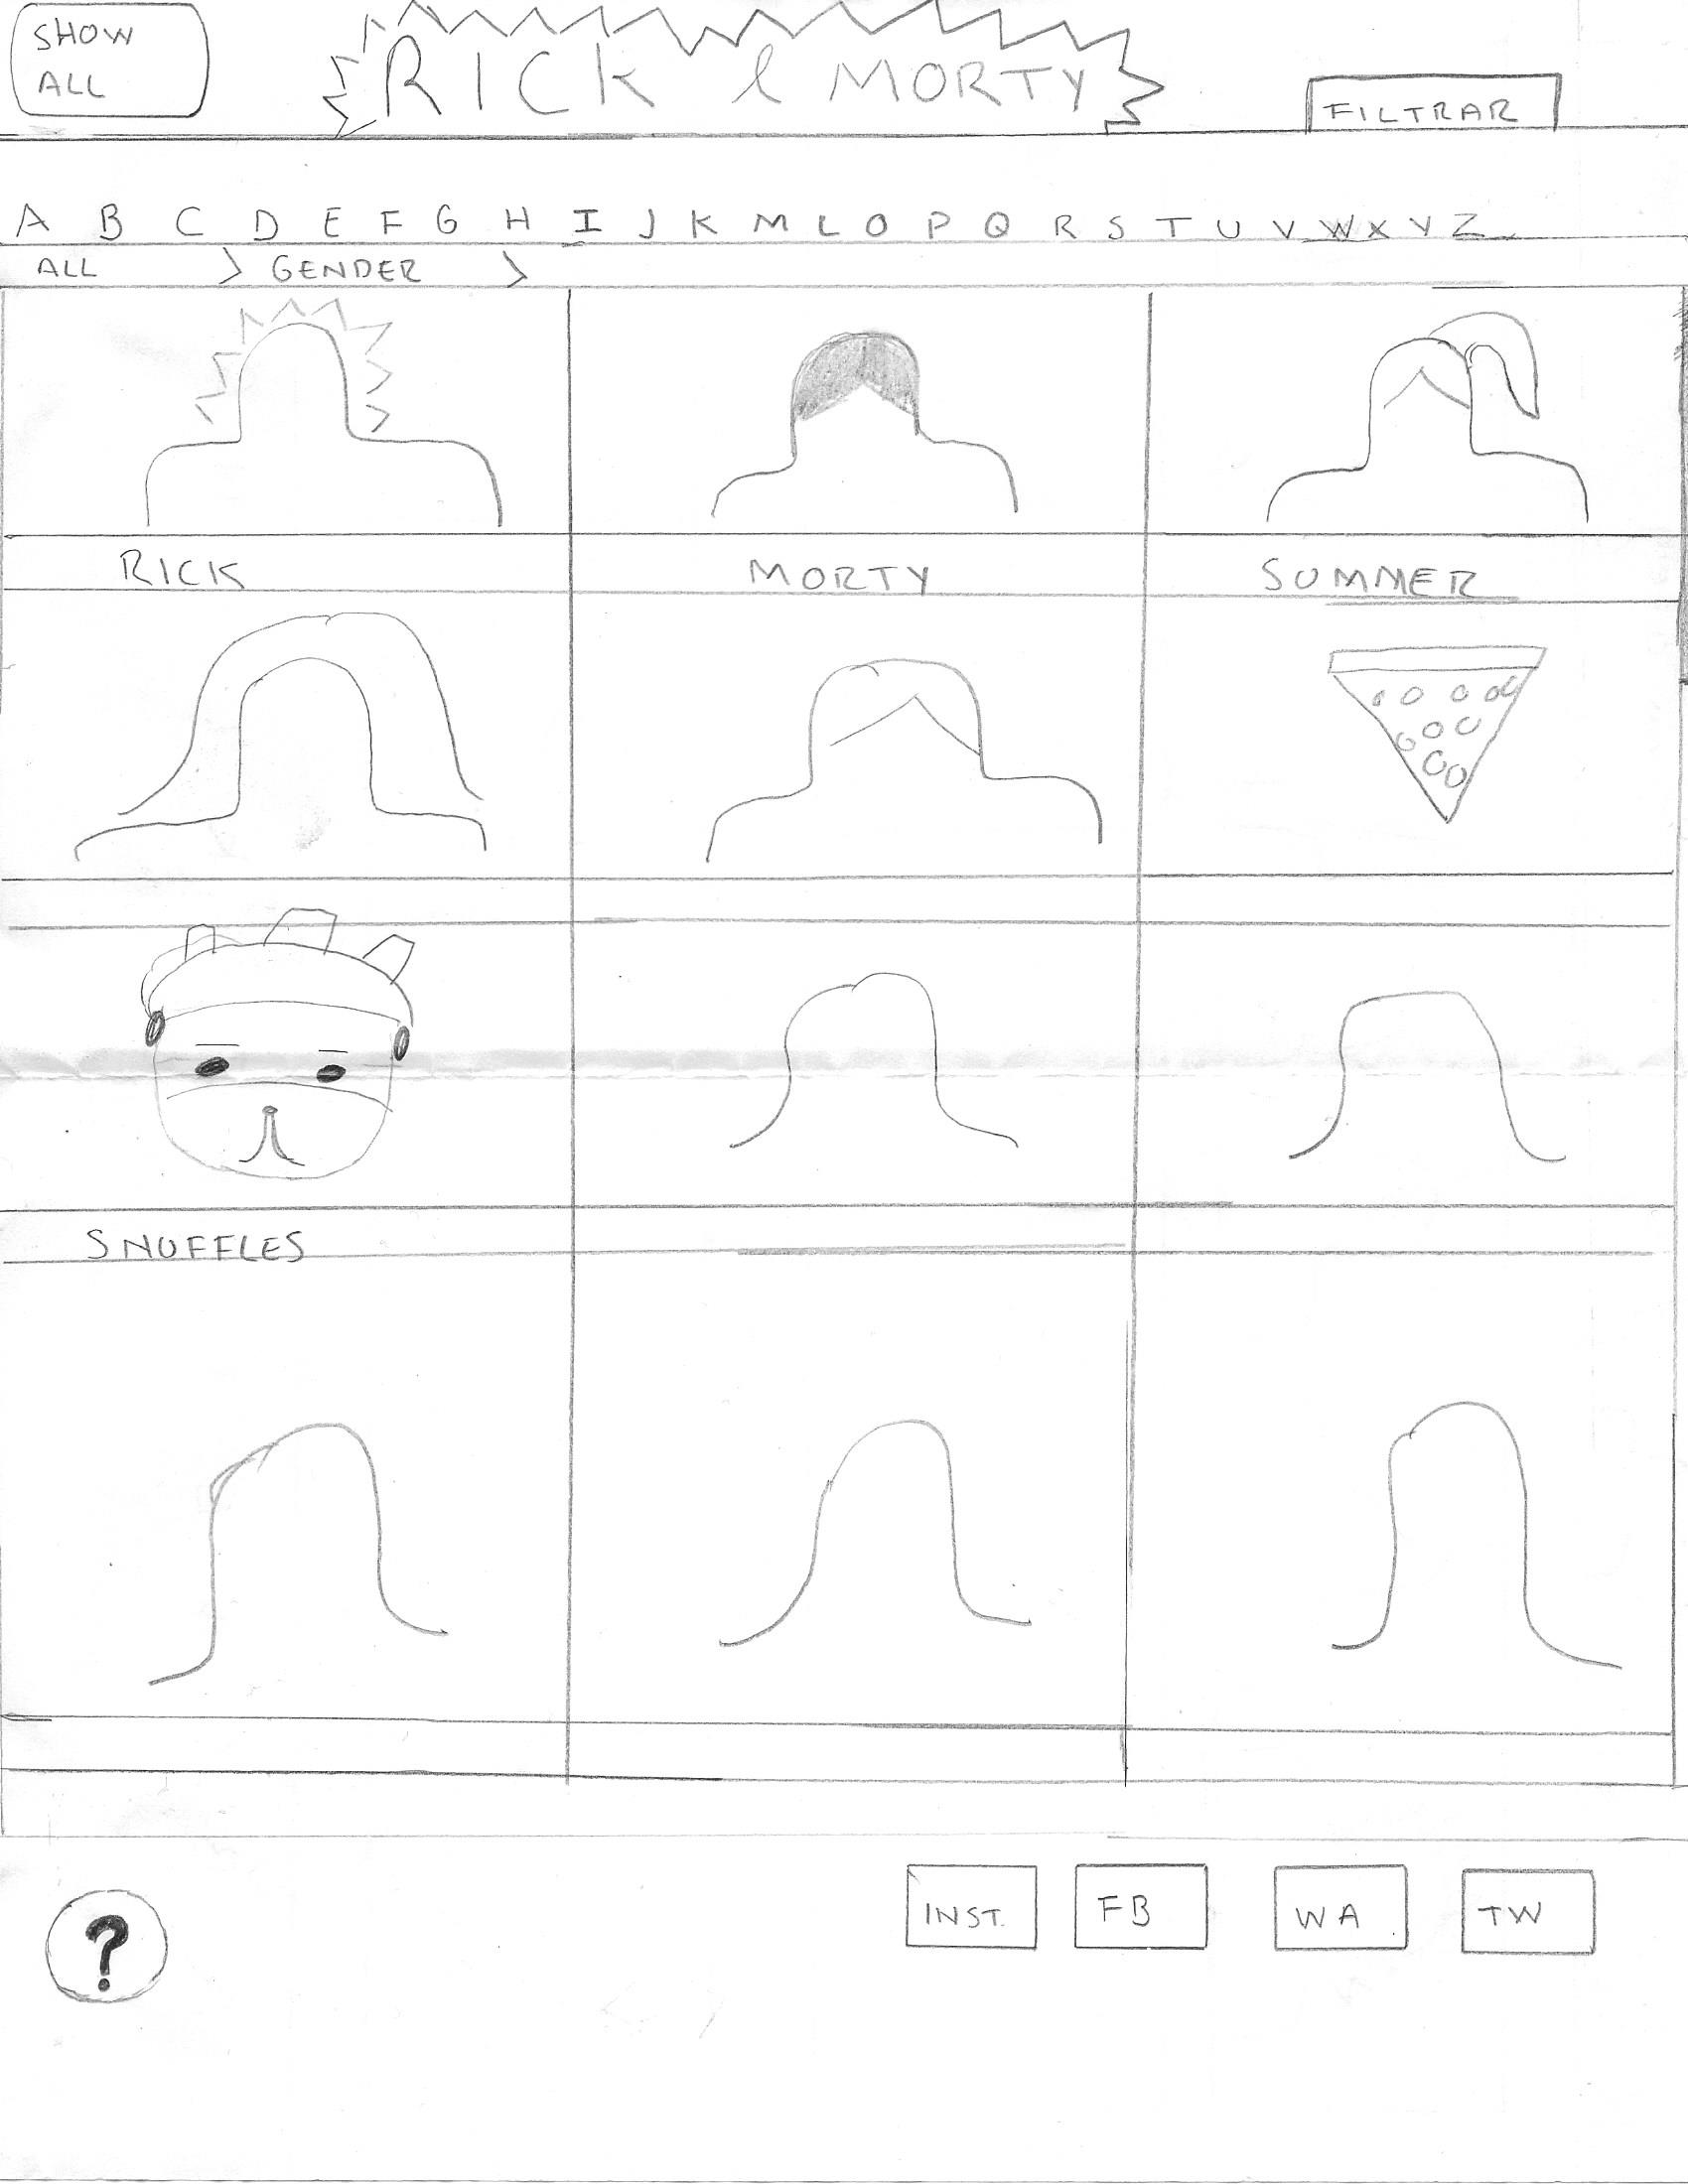 SHOW
ALL
RICK & MORTY
FILTRAR
A B C D E F G H I J K M L O P Q R S T U V W X Y Z
ALL > GENDER >
RICK MORTY SUMMER
SNUFFLES
?
INST. FB WA TW